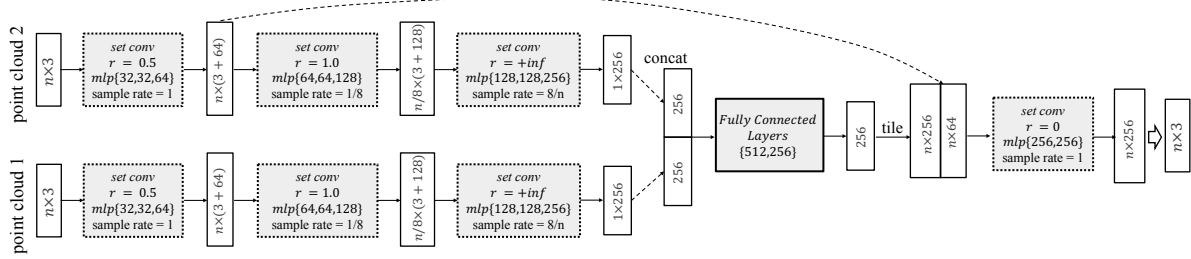 point cloud 2
n×3
set conv
r = 0.5
mlp{32,32,64}
sample rate = 1
n×(3 + 64)
set conv
r = 1.0
mlp{64,64,128}
sample rate = 1/8
n/8×(3 + 128)
set conv
r = +inf
mlp{128,128,256}
sample rate = 8/n
1×256
point cloud 1
n×3
set conv
r = 0.5
mlp{32,32,64}
sample rate = 1
n×(3 + 64)
set conv
r = 1.0
mlp{64,64,128}
sample rate = 1/8
n/8×(3 + 128)
set conv
r = +inf
mlp{128,128,256}
sample rate = 8/n
1×256
concat
256
256
Fully Connected
Layers
{512,256}
256
tile
n×256
n×64
set conv
r = 0
mlp{256,256}
sample rate = 1
n×256
n×3